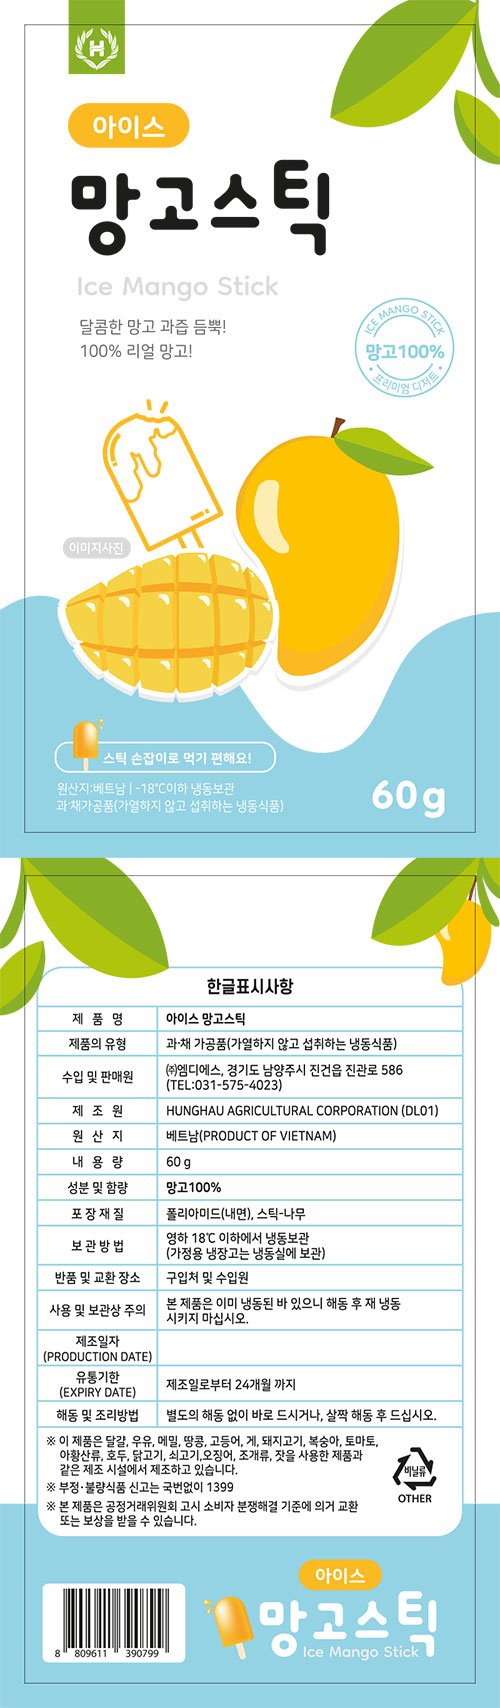 H
아이스
망고스틱
Ice Mango Stick
달콤한 망고 과즙 듬뿍!
100% 리얼 망고!
ICE MANGO STICK
망고100%
• 프리미엄 디저트 •
이미지사진
스틱 손잡이로 먹기 편해요!
원산지:베트남 | -18℃이하 냉동보관
과·채가공품(가열하지 않고 섭취하는 냉동식품)
60 g
한글표시사항
제 품 명 아이스 망고스틱
제품의 유형 과·채 가공품(가열하지 않고 섭취하는 냉동식품)
수입 및 판매원 ㈜엠디에스, 경기도 남양주시 진건읍 진관로 586
(TEL:031-575-4023)
제 조 원 HUNGHAU AGRICULTURAL CORPORATION (DL01)
원 산 지 베트남(PRODUCT OF VIETNAM)
내 용 량 60 g
성분 및 함량 망고100%
포 장 재 질 폴리아미드(내면), 스틱-나무
보 관 방 법 영하 18℃ 이하에서 냉동보관
(가정용 냉장고는 냉동실에 보관)
반품 및 교환 장소 구입처 및 수입원
사용 및 보관상 주의 본 제품은 이미 냉동된 바 있으니 해동 후 재 냉동
시키지 마십시오.
제조일자
(PRODUCTION DATE)
유통기한
(EXPIRY DATE) 제조일로부터 24개월 까지
해동 및 조리방법 별도의 해동 없이 바로 드시거나, 살짝 해동 후 드십시오.
※ 이 제품은 달걀, 우유, 메밀, 땅콩, 고등어, 게, 돼지고기, 복숭아, 토마토,
아황산류, 호두, 닭고기, 쇠고기,오징어, 조개류, 잣을 사용한 제품과
같은 제조 시설에서 제조하고 있습니다.
※ 부정·불량식품 신고는 국번없이 1399
※ 본 제품은 공정거래위원회 고시 소비자 분쟁해결 기준에 의거 교환
또는 보상을 받을 수 있습니다.
비닐류
OTHER
8 809611 390799
아이스
망고스틱
Ice Mango Stick